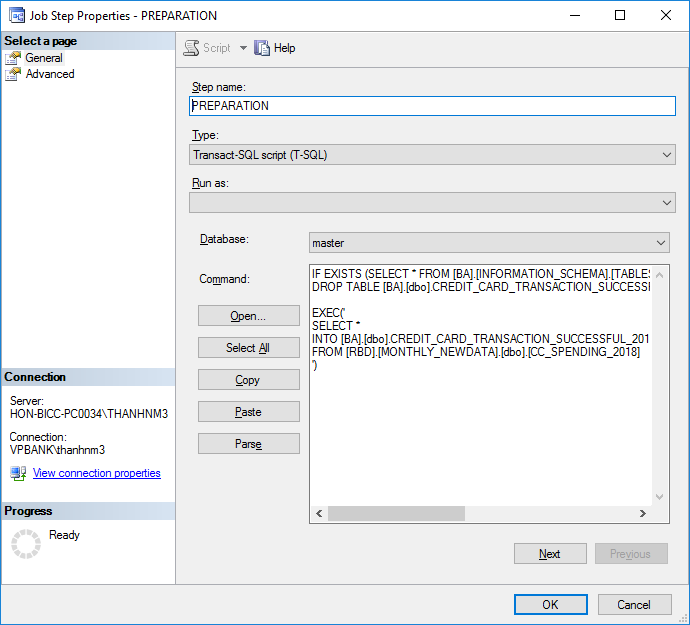 Job Step Properties - PREPARATION
Select a page
General
Advanced
Script
Help
Step name:
PREPARATION
Type:
Transact-SQL script (T-SQL)
Run as:
Database:
master
Command:
IF EXISTS (SELECT * FROM [BA].[INFORMATION_SCHEMA].[TABLES
DROP TABLE [BA].[dbo].CREDIT_CARD_TRANSACTION_SUCCESSF
EXEC('
SELECT *
INTO [BA].[dbo].CREDIT_CARD_TRANSACTION_SUCCESSFUL_201
FROM [RBD].[MONTHLY_NEWDATA].[dbo].[CC_SPENDING_2018]
')
Open...
Select All
Copy
Paste
Parse
Connection
Server:
HON-BICC-PC0034\THANHNM3
Connection:
VPBANK\thanhnm3
View connection properties
Progress
Ready
Next
Previous
OK
Cancel